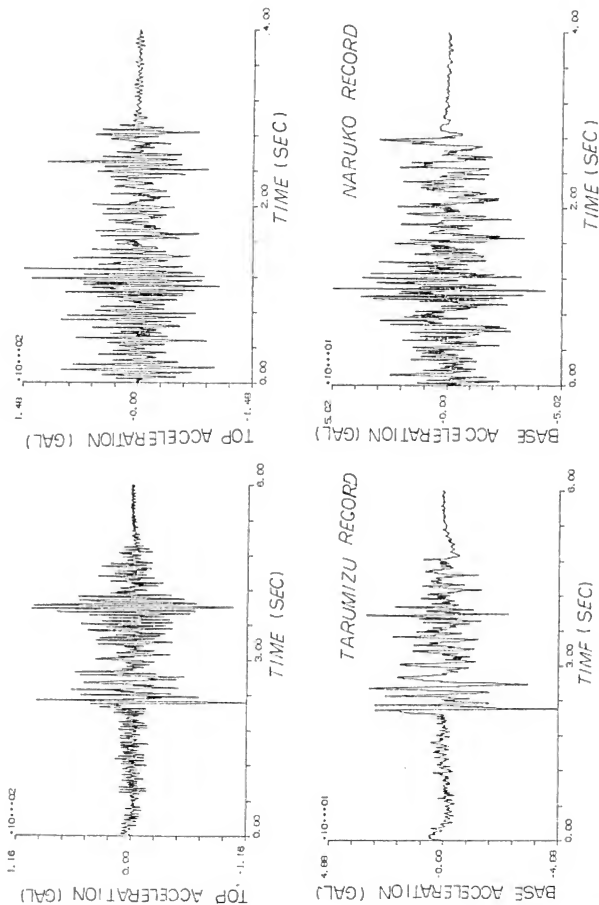 1.16
*10***02
0.00
-1.16
TOP ACCELERATION (GAL)
0.00
3.00
6.00
TIME (SEC)
1.48
*10***02
-0.00
-1.48
TOP ACCELERATION (GAL)
0.00
2.00
4.00
TIME (SEC)
4.88
*10***01
-0.00
-4.88
BASE ACCELERATION (GAL)
TARUMIZU RECORD
0.00
3.00
6.00
TIME (SEC)
5.02
*10***01
-0.00
-5.02
BASE ACCELERATION (GAL)
NARUKO RECORD
0.00
2.00
4.00
TIME (SEC)